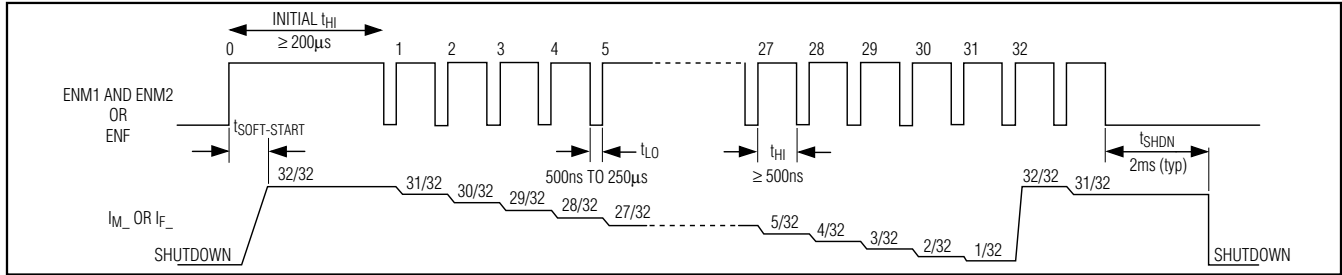 INITIAL tHI
≥ 200µs
0 1 2 3 4 5 27 28 29 30 31 32
ENM1 AND ENM2
OR
ENF
tSOFT-START
tLO
500ns TO 250µs
tHI
≥ 500ns
tSHDN
2ms (typ)
32/32 31/32 30/32 29/32 28/32 27/32 5/32 4/32 3/32 2/32 1/32 32/32 31/32
IM_ OR IF_
SHUTDOWN SHUTDOWN